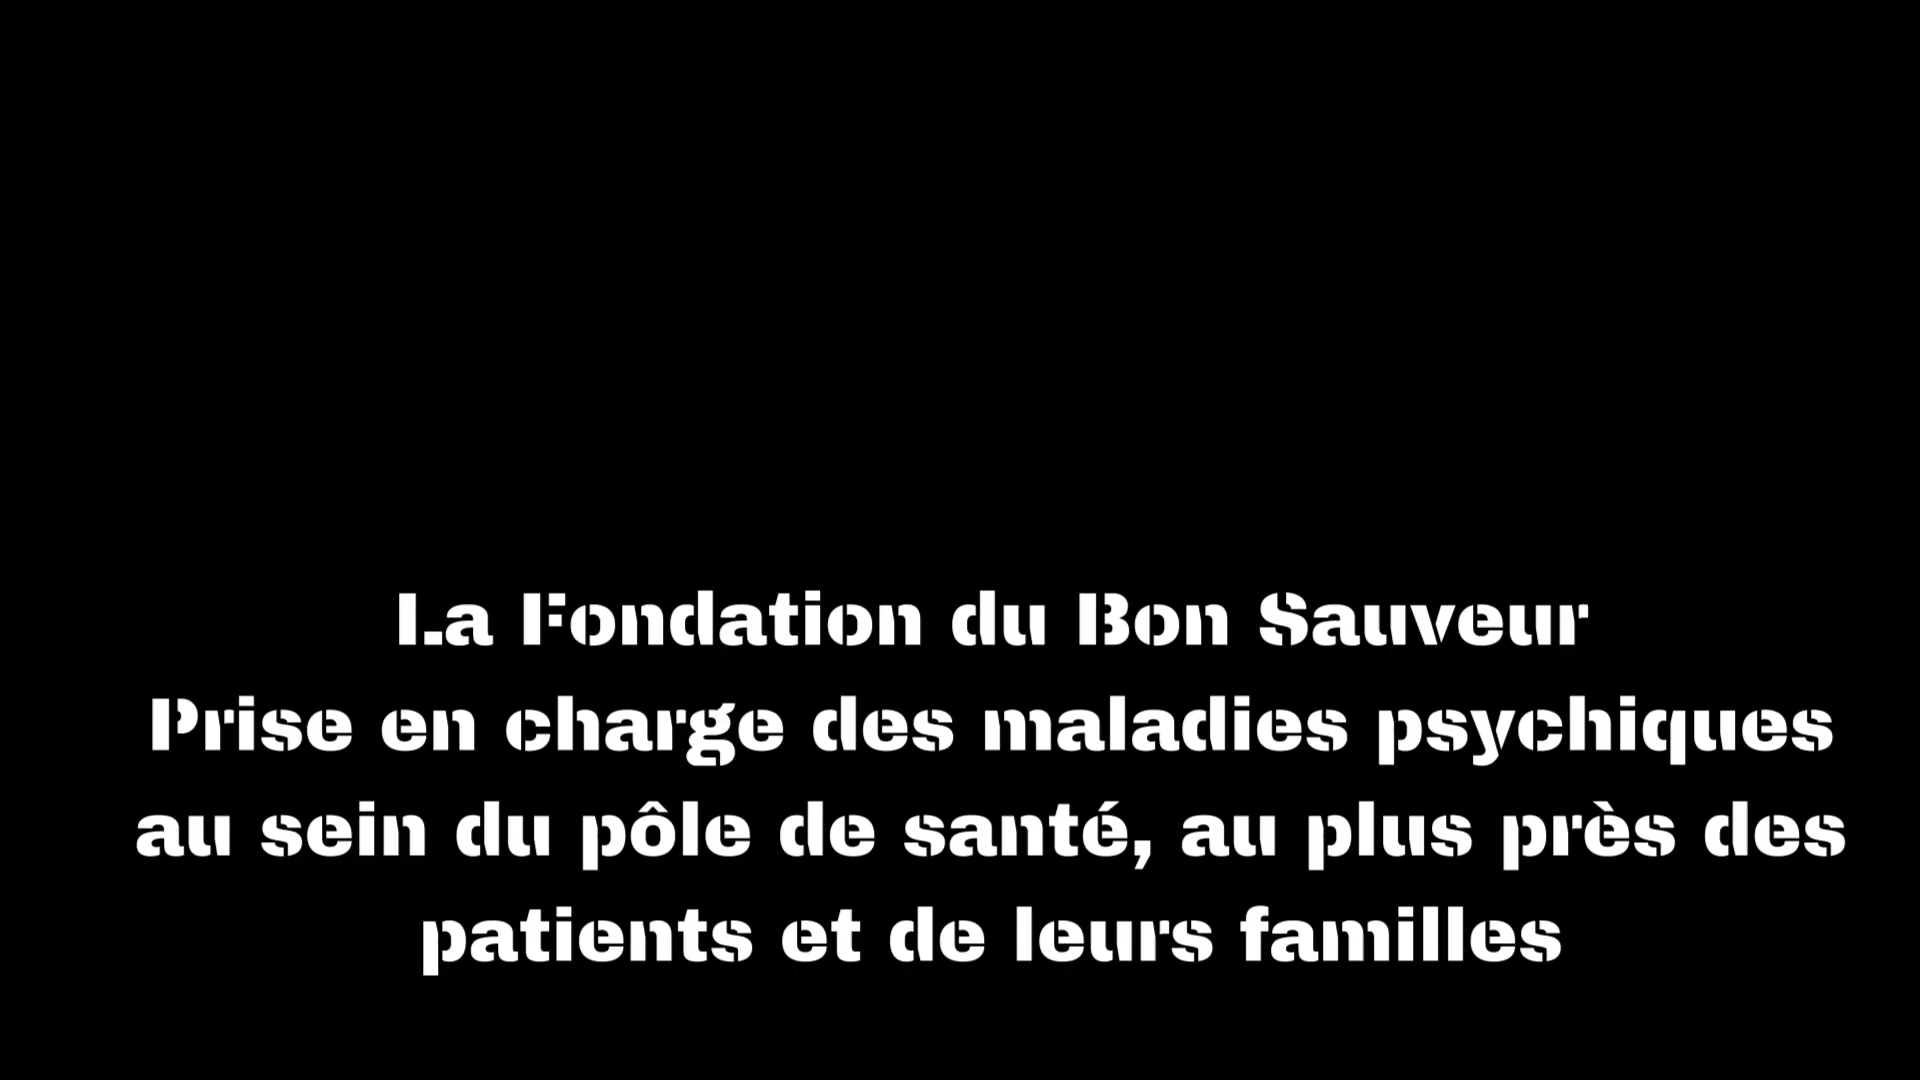 La Fondation du Bon Sauveur
Prise en charge des maladies psychiques
au sein du pôle de santé, au plus près des
patients et de leurs familles